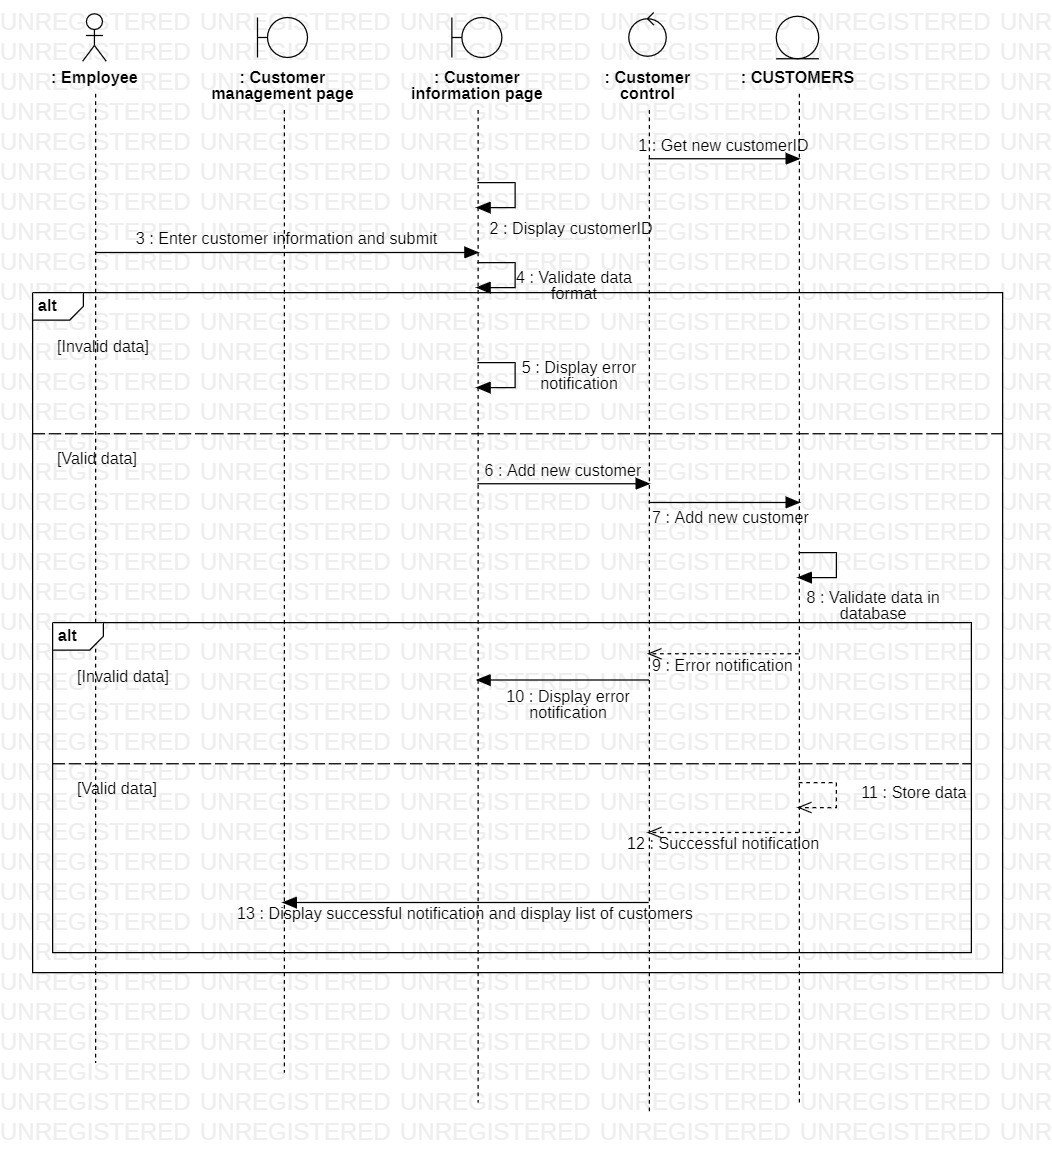 : Employee
: Customer
management page
: Customer
information page
: Customer
control
: CUSTOMERS
1 : Get new customerID
2 : Display customerID
3 : Enter customer information and submit
4 : Validate data
format
alt
[Invalid data]
5 : Display error
notification
[Valid data]
6 : Add new customer
7 : Add new customer
8 : Validate data in
database
alt
[Invalid data]
9 : Error notification
10 : Display error
notification
[Valid data]
11 : Store data
12 : Successful notification
13 : Display successful notification and display list of customers
UNREGISTERED